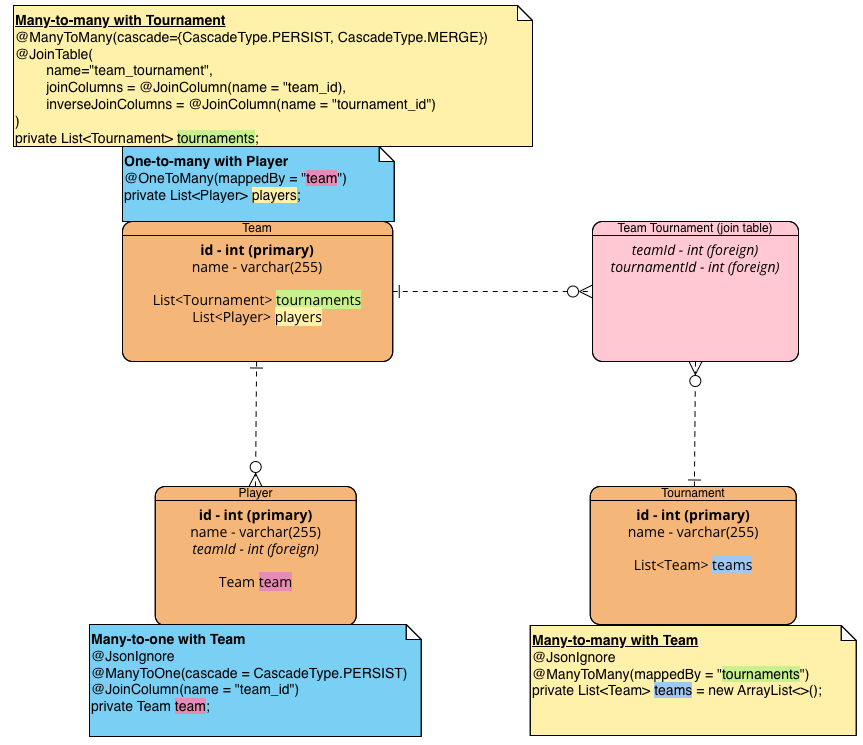 Many-to-many with Tournament
@ManyToMany(cascade={CascadeType.PERSIST, CascadeType.MERGE})
@JoinTable(
name="team_tournament",
joinColumns = @JoinColumn(name = "team_id),
inverseJoinColumns = @JoinColumn(name = "tournament_id")
)
private List<Tournament> tournaments;
One-to-many with Player
@OneToMany(mappedBy = "team")
private List<Player> players;
Team
id - int (primary)
name - varchar(255)
List<Tournament> tournaments
List<Player> players
Team Tournament (join table)
teamId - int (foreign)
tournamentId - int (foreign)
Player
id - int (primary)
name - varchar(255)
teamId - int (foreign)
Team team
Many-to-one with Team
@JsonIgnore
@ManyToOne(cascade = CascadeType.PERSIST)
@JoinColumn(name = "team_id")
private Team team;
Tournament
id - int (primary)
name - varchar(255)
List<Team> teams
Many-to-many with Team
@JsonIgnore
@ManyToMany(mappedBy = "tournaments")
private List<Team> teams = new ArrayList<>();